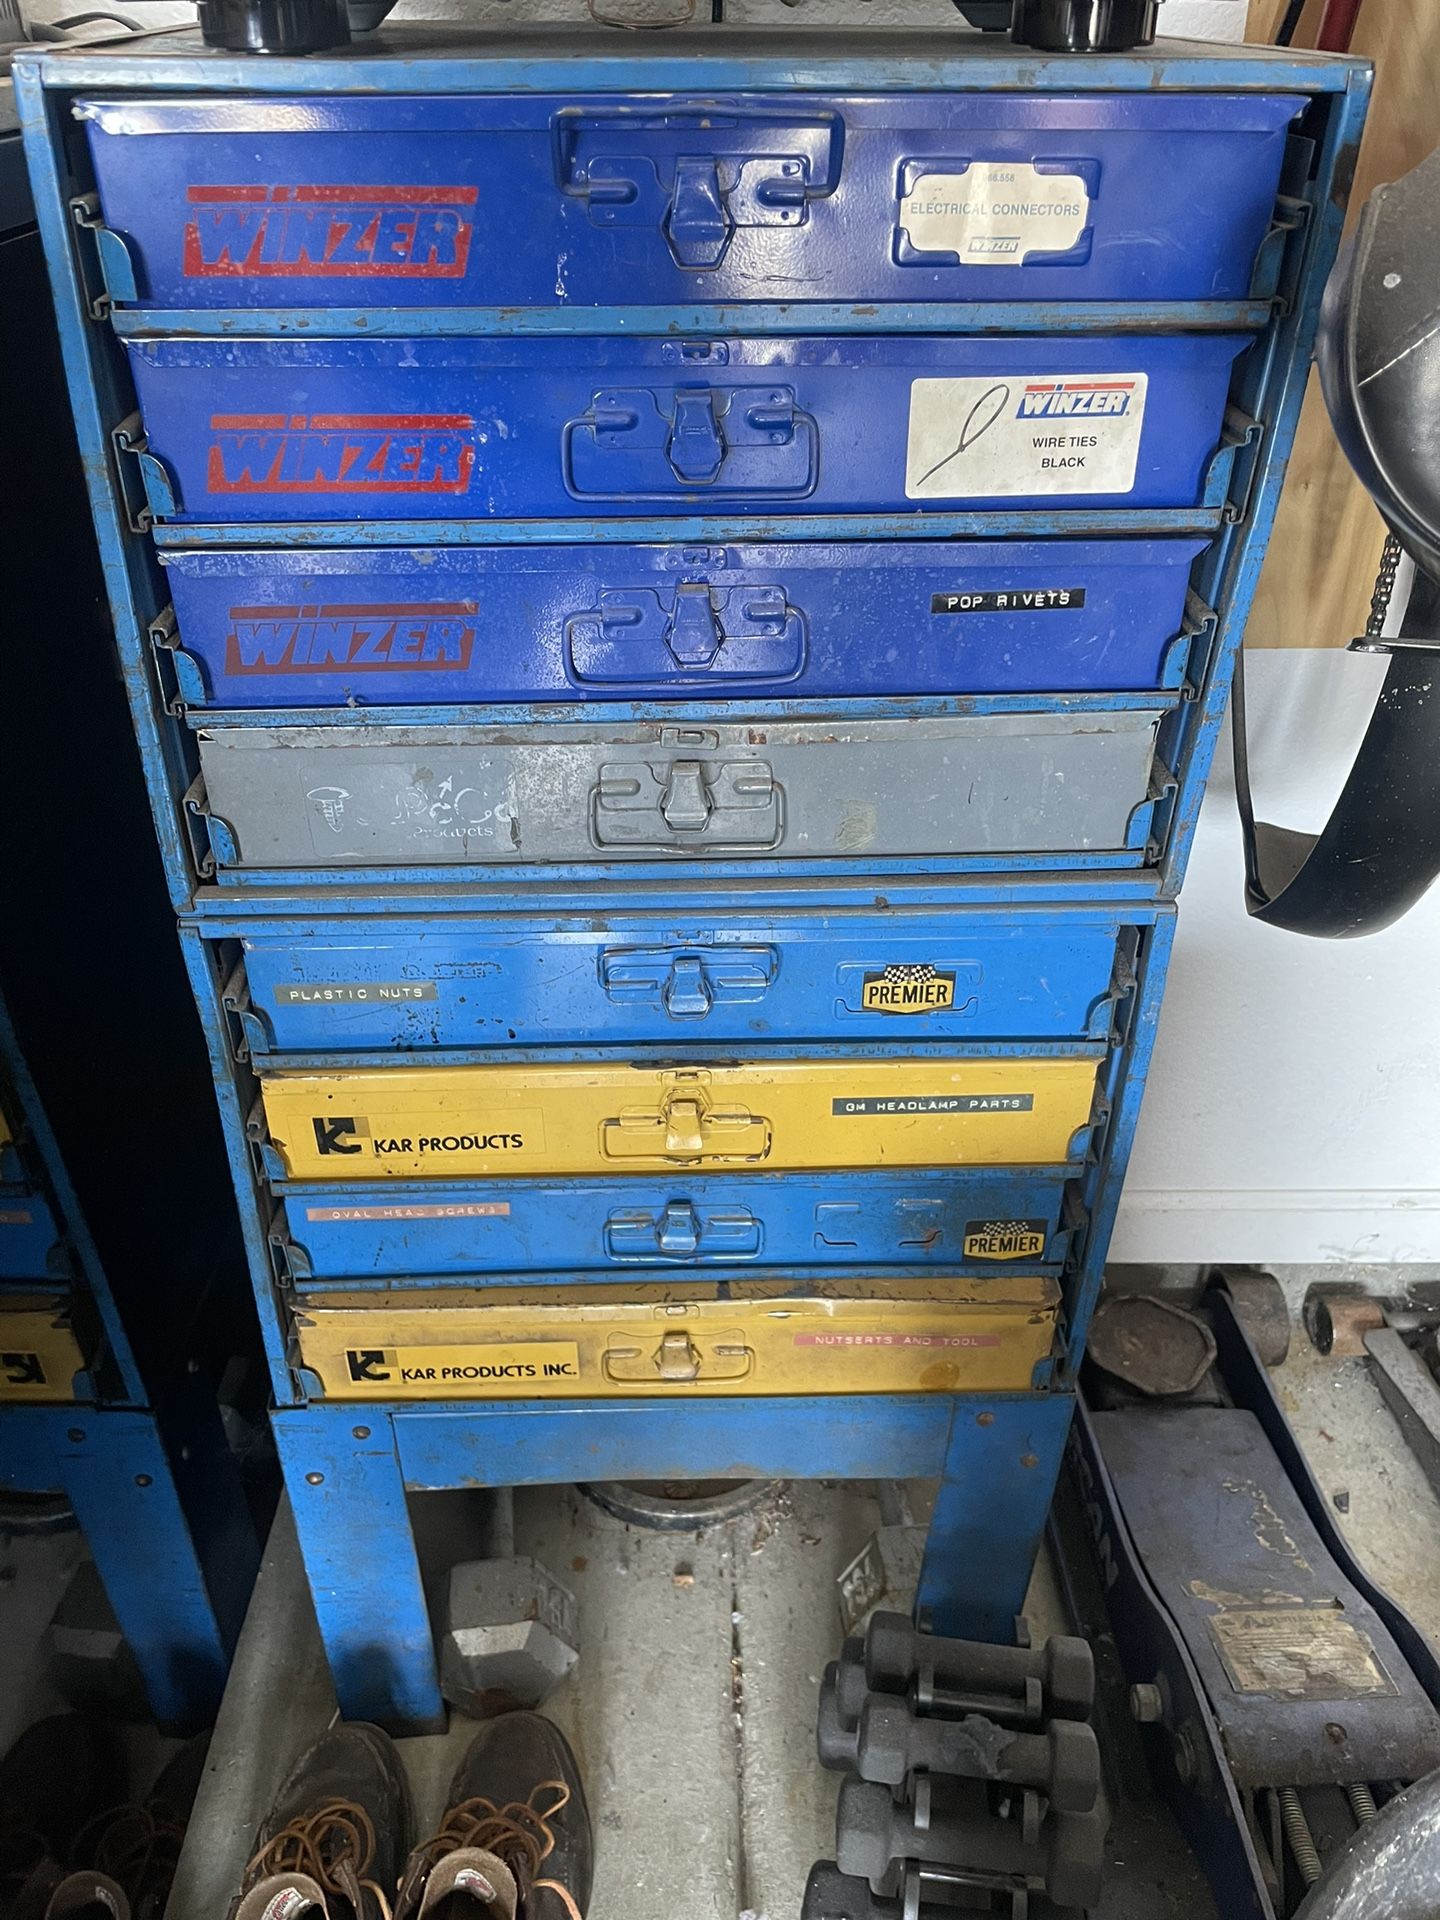 WINZER
ELECTRICAL CONNECTORS
WINZER
WINZER
WINZER
WIRE TIES
BLACK
WINZER
POP RIVETS
Products
PLASTIC NUTS
PREMIER
KAR PRODUCTS
GM HEADLAMP PARTS
OVAL HEAD SCREWS
PREMIER
KAR PRODUCTS INC.
NUTSERTS AND TOOL